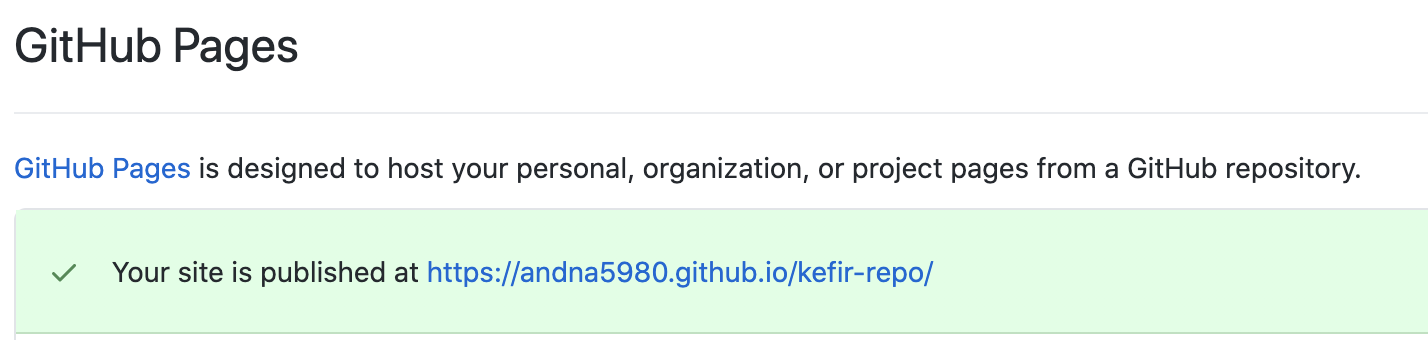 GitHub Pages
GitHub Pages is designed to host your personal, organization, or project pages from a GitHub repository.
Your site is published at https://andna5980.github.io/kefir-repo/